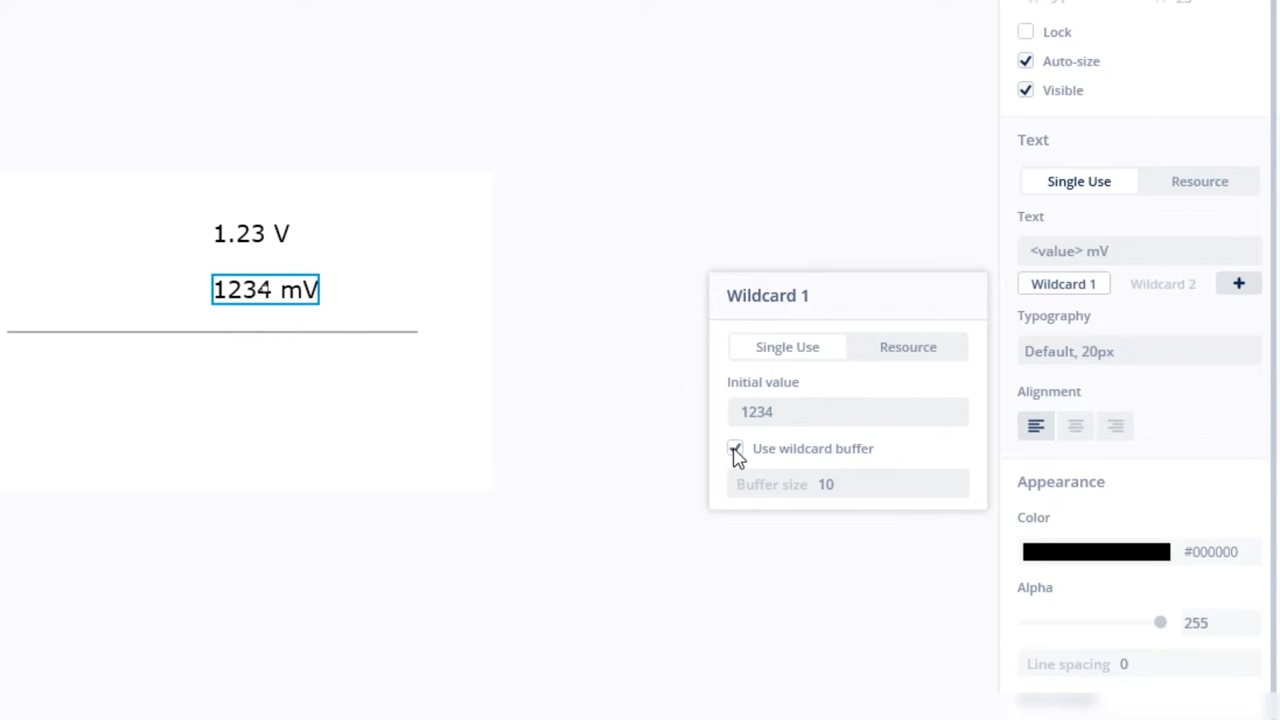 Lock
Auto-size
Visible
Text
Single Use
Resource
Text
<value> mV
Wildcard 1
Wildcard 2
+
Typography
Default, 20px
Alignment
Appearance
Color
#000000
Alpha
255
Line spacing 0
1.23 V
1234 mV
Wildcard 1
Single Use
Resource
Initial value
1234
Use wildcard buffer
Buffer size 10